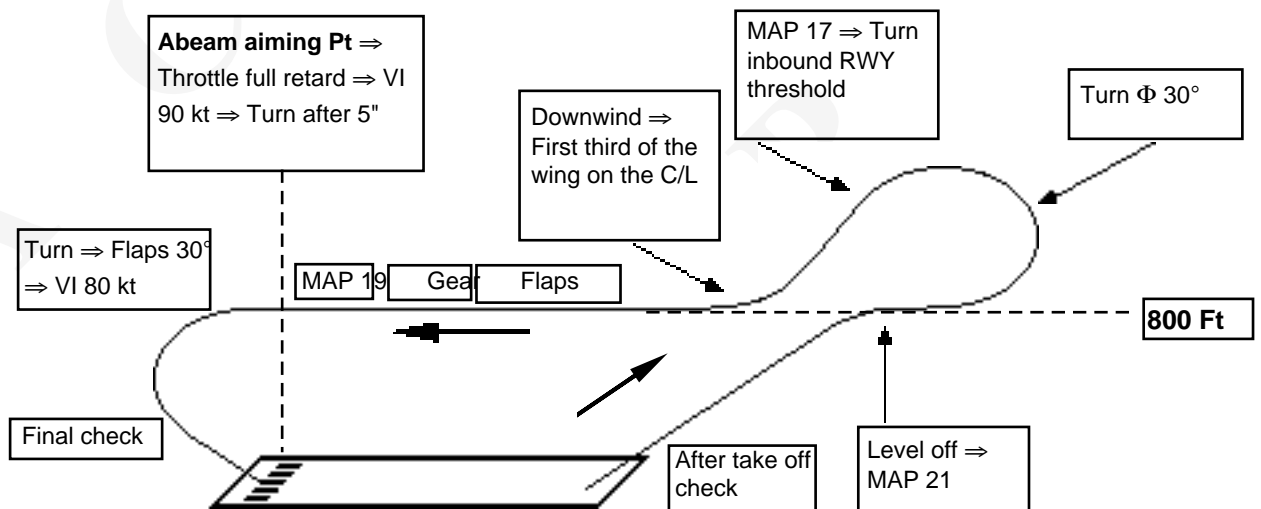 Abeam aiming Pt ⇒
Throttle full retard ⇒ VI
90 kt ⇒ Turn after 5"
MAP 17 ⇒ Turn
inbound RWY
threshold
Turn Φ 30°
Downwind ⇒
First third of the
wing on the C/L
Turn ⇒ Flaps 30°
⇒ VI 80 kt
MAP 19 Gear Flaps
800 Ft
Final check
After take off
check
Level off ⇒
MAP 21